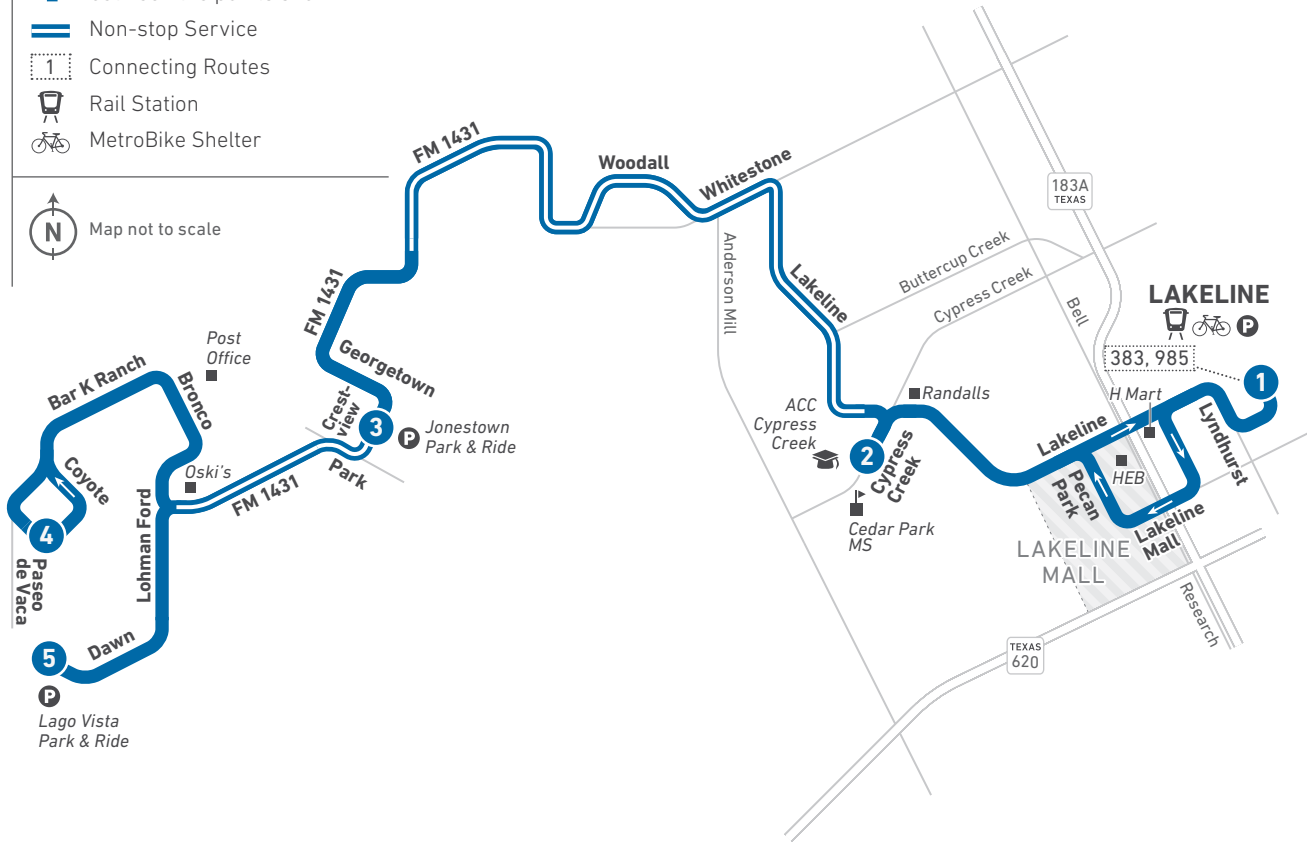 Non-stop Service
1 Connecting Routes
Rail Station
MetroBike Shelter
N Map not to scale
FM 1431
Woodall
Whitestone
183A
TEXAS
Anderson Mill
Buttercup Creek
Cypress Creek
Lakeline
Bell
LAKELINE
P
383, 985
1
H Mart
Lyndhurst
FM 1431
Georgetown
Post
Office
Bar K Ranch
Bronco
Crest-
view
3
P
Jonestown
Park & Ride
Park
FM 1431
Oski's
Coyote
4
Paseo
de Vaca
Lohman Ford
Dawn
5
P
Lago Vista
Park & Ride
ACC
Cypress
Creek
2
Cypress
Creek
Randalls
Cedar Park
MS
Lakeline
HEB
Pecan
Park
Lakeline
Mall
LAKELINE
MALL
Research
TEXAS
620